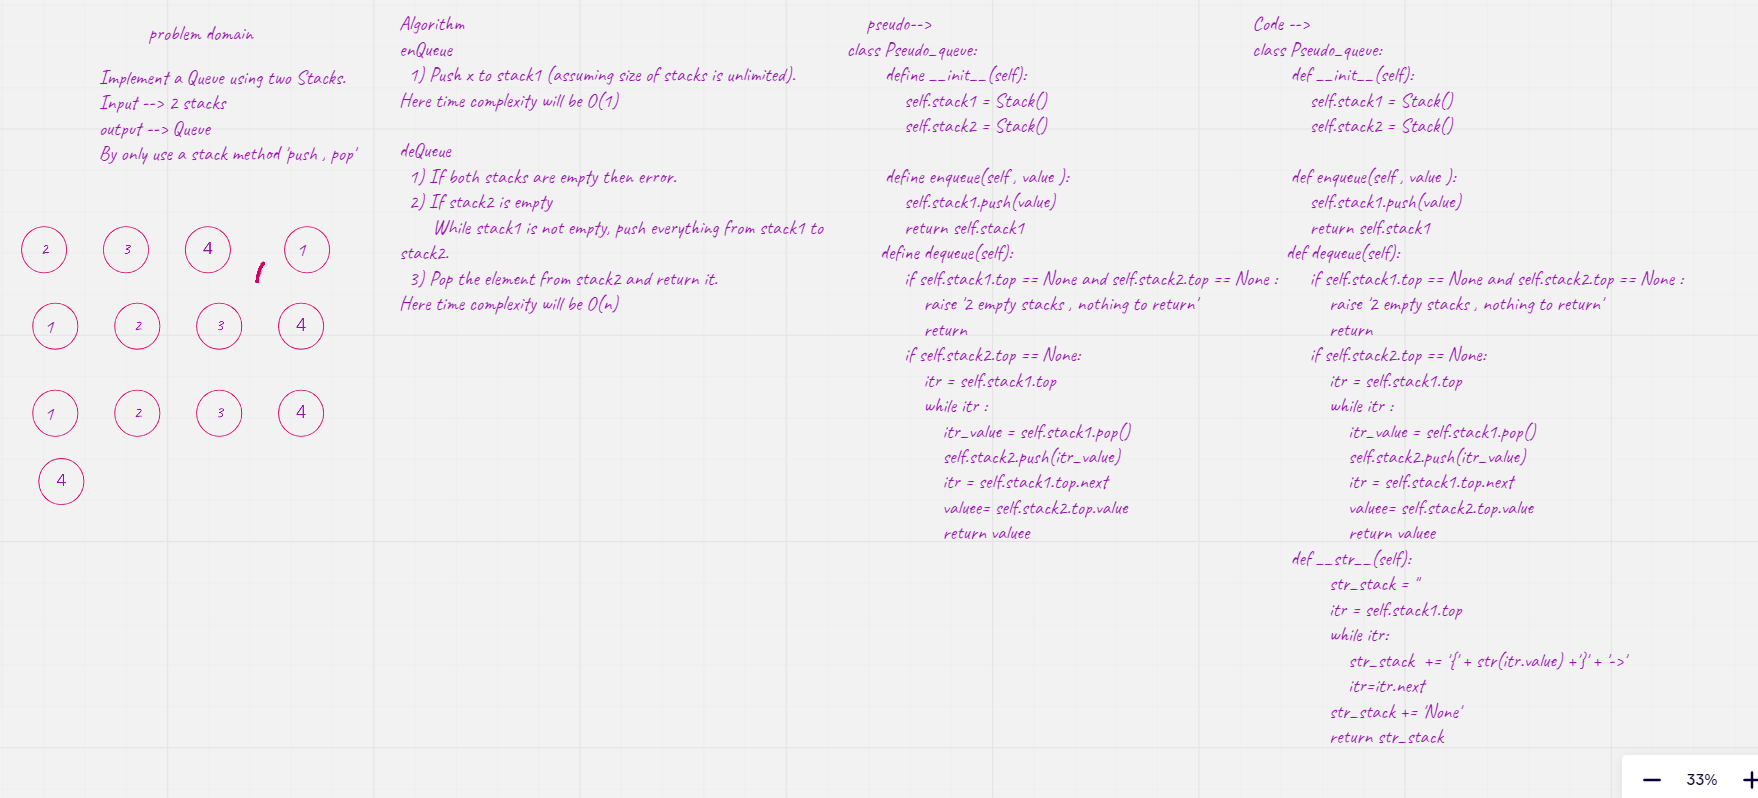 problem domain
Implement a Queue using two Stacks.
Input --> 2 stacks
output --> Queue
By only use a stack method 'push , pop'
2 3 4 1
1 2 3 4
1 2 3 4
4
Algorithm
enQueue
1) Push x to stack1 (assuming size of stacks is unlimited).
Here time complexity will be O(1)
deQueue
1) If both stacks are empty then error.
2) If stack2 is empty
While stack1 is not empty, push everything from stack1 to
stack2.
3) Pop the element from stack2 and return it.
Here time complexity will be O(n)
pseudo-->
class Pseudo_queue:
define __init__(self):
self.stack1 = Stack()
self.stack2 = Stack()
define enqueue(self , value ):
self.stack1.push(value)
return self.stack1
define dequeue(self):
if self.stack1.top == None and self.stack2.top == None :
raise '2 empty stacks , nothing to return'
return
if self.stack2.top == None:
itr = self.stack1.top
while itr :
itr_value = self.stack1.pop()
self.stack2.push(itr_value)
itr = self.stack1.top.next
valuee= self.stack2.top.value
return valuee
Code -->
class Pseudo_queue:
def __init__(self):
self.stack1 = Stack()
self.stack2 = Stack()
def enqueue(self , value ):
self.stack1.push(value)
return self.stack1
def dequeue(self):
if self.stack1.top == None and self.stack2.top == None :
raise '2 empty stacks , nothing to return'
return
if self.stack2.top == None:
itr = self.stack1.top
while itr :
itr_value = self.stack1.pop()
self.stack2.push(itr_value)
itr = self.stack1.top.next
valuee= self.stack2.top.value
return valuee
def __str__(self):
str_stack = ''
itr = self.stack1.top
while itr:
str_stack += '{' + str(itr.value) +'}' + '->'
itr=itr.next
str_stack += 'None'
return str_stack
33%